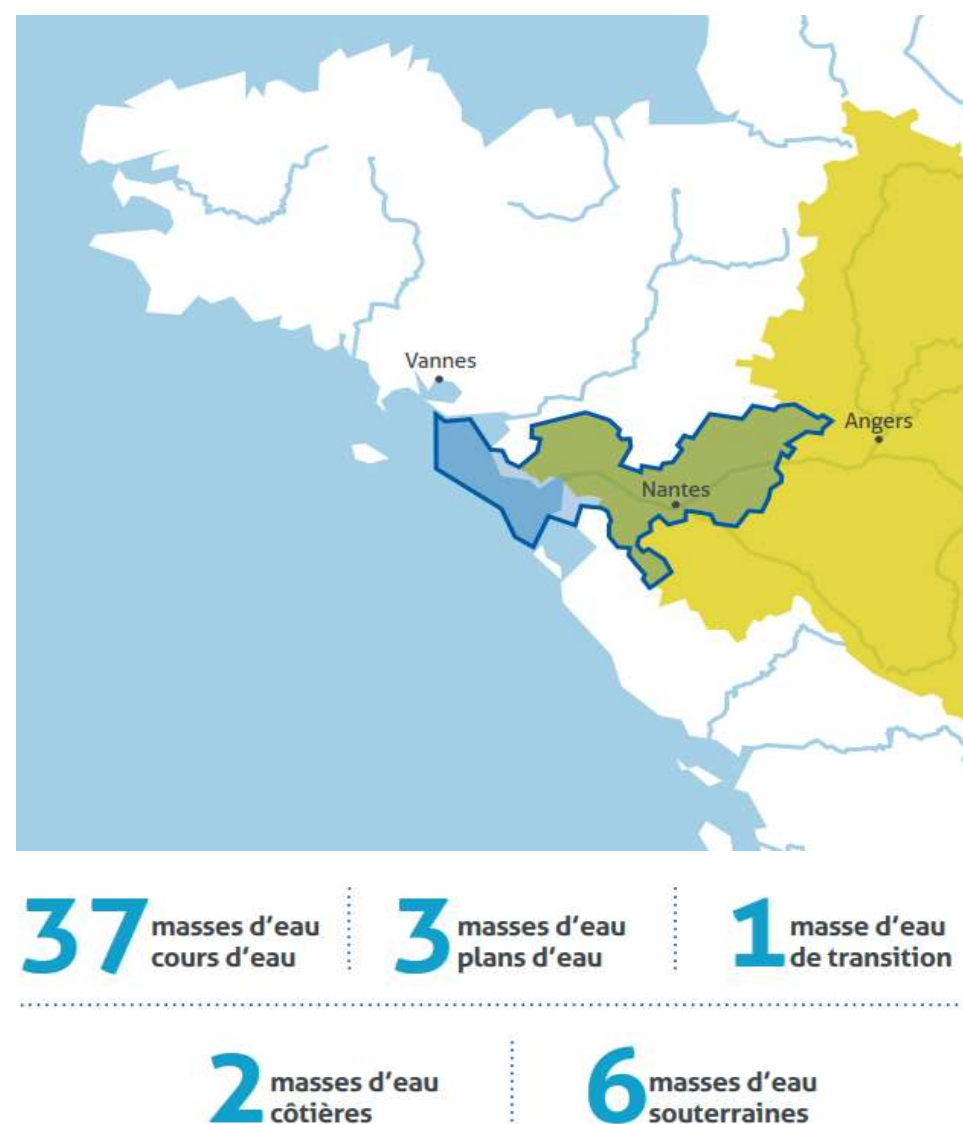 Vannes
Angers
Nantes
37 masses d'eau
cours d'eau
3 masses d'eau
plans d'eau
1 masse d'eau
de transition
2 masses d'eau
côtières
6 masses d'eau
souterraines